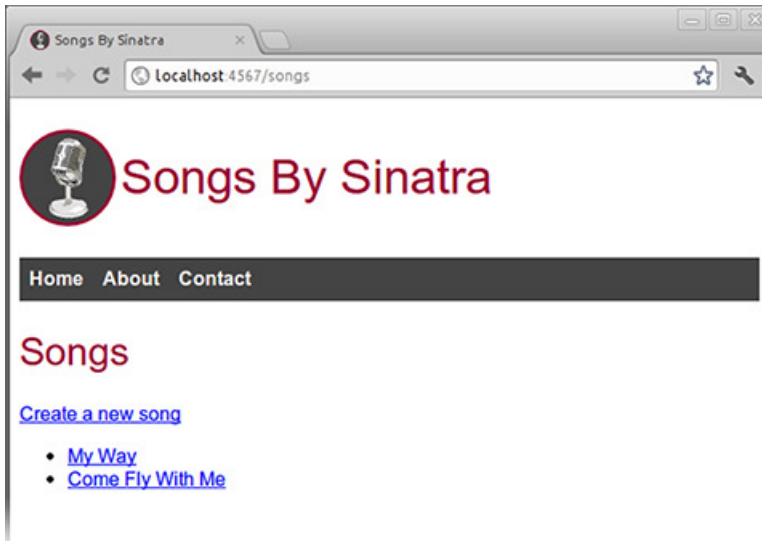 Songs By Sinatra
localhost:4567/songs
Songs By Sinatra
Home About Contact
Songs
Create a new song
My Way
Come Fly With Me